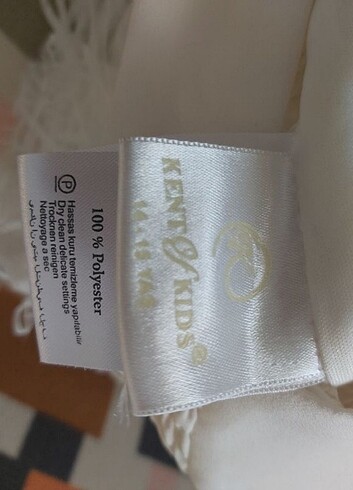 KENT & KIDS®
14-15 YAŞ
100 % Polyester
P
Hassas kuru temizleme yapılabilir
Dry clean delicate settings
Trocknen reinigen
Nettoyage a sec